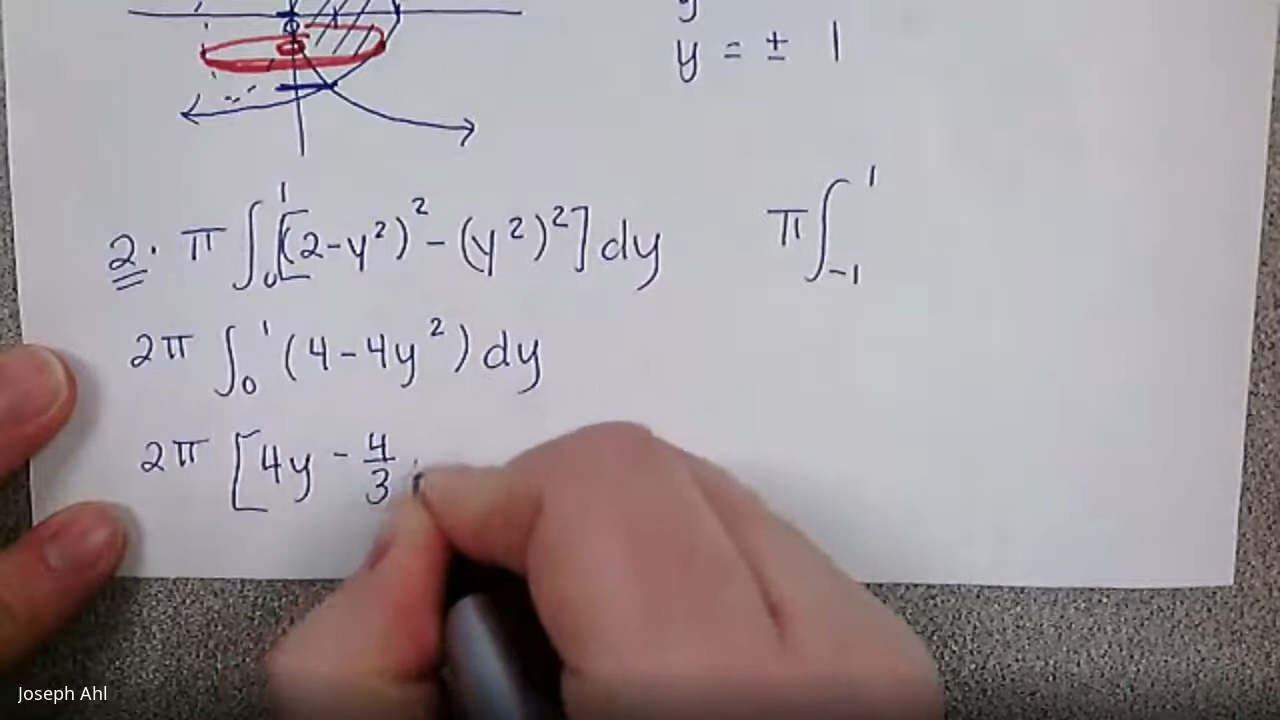 y
y = ± 1
2. π ∫₀¹ [(2-y²)² - (y²)²] dy
π ∫₋₁¹
2π ∫₀¹ (4-4y²) dy
2π [4y - 4/3
Joseph Ahl